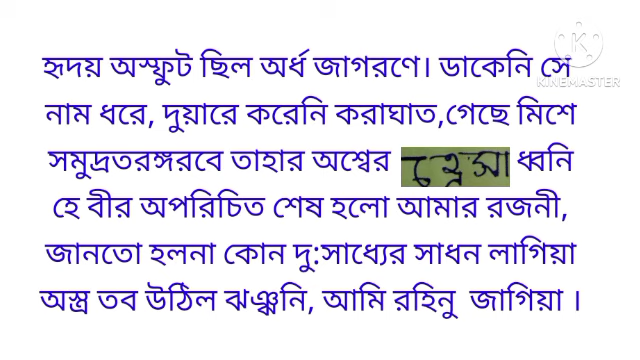 হৃদয় অস্ফুট ছিল অর্ধ জাগরণে। ডাকেনি সে
KINEMASTER
নাম ধরে, দুয়ারে করেনি করাঘাত,গেছে মিশে
সমুদ্রতরঙ্গরবে তাহার অশ্বের হ্রেসা ধ্বনি
হে বীর অপরিচিত শেষ হলো আমার রজনী,
জানতো হলনা কোন দু:সাধ্যের সাধন লাগিয়া
অস্ত্র তব উঠিল ঝঞ্ঝনি, আমি রহিনু জাগিয়া ।